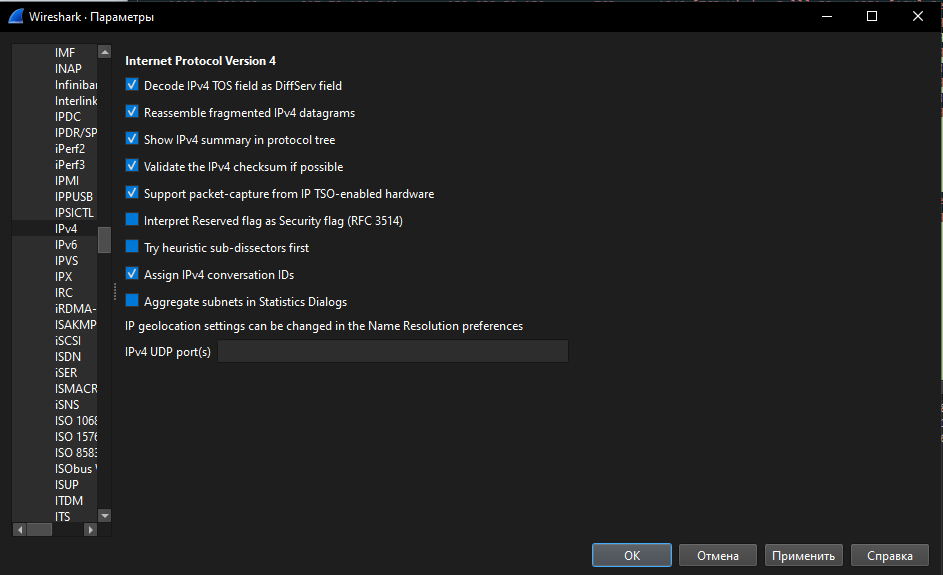 Wireshark · Параметры
IMF
INAP
Infiniba
Interlink
IPDC
IPDR/SP
iPerf2
iPerf3
IPMI
IPPUSB
IPSICTL
IPv4
IPv6
IPVS
IPX
IRC
iRDMA-
ISAKMP
iSCSI
ISDN
iSER
ISMACR
iSNS
ISO 1068
ISO 1576
ISO 8583
ISObus
ISUP
ITDM
ITS
Internet Protocol Version 4
Decode IPv4 TOS field as DiffServ field
Reassemble fragmented IPv4 datagrams
Show IPv4 summary in protocol tree
Validate the IPv4 checksum if possible
Support packet-capture from IP TSO-enabled hardware
Interpret Reserved flag as Security flag (RFC 3514)
Try heuristic sub-dissectors first
Assign IPv4 conversation IDs
Aggregate subnets in Statistics Dialogs
IP geolocation settings can be changed in the Name Resolution preferences
IPv4 UDP port(s)
OK
Отмена
Применить
Справка